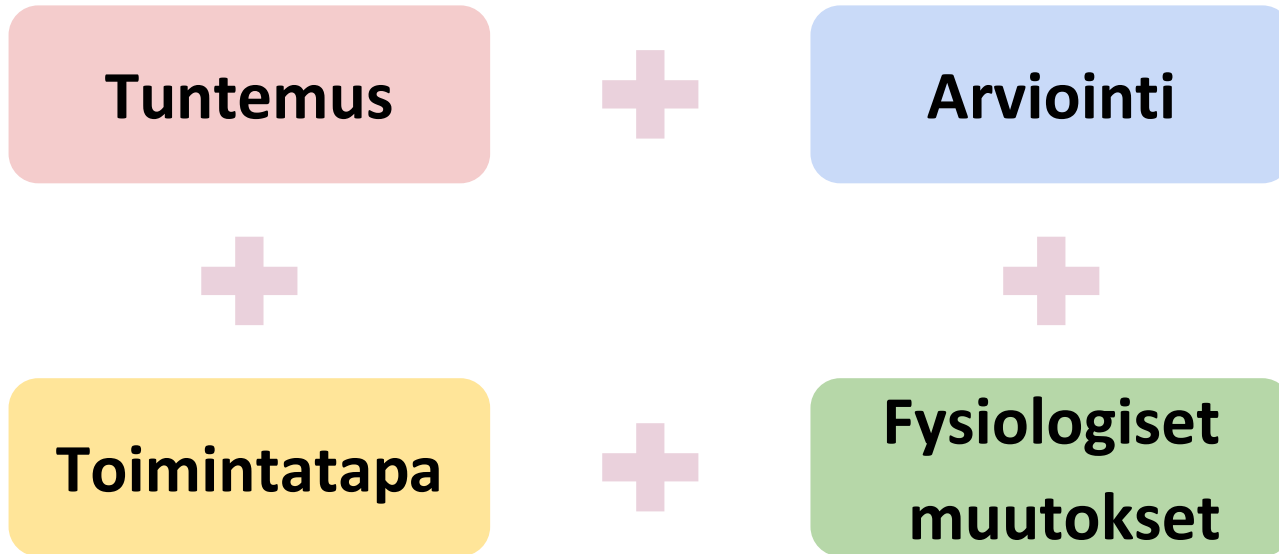 Tuntemus
Arviointi
Toimintatapa
Fysiologiset
muutokset